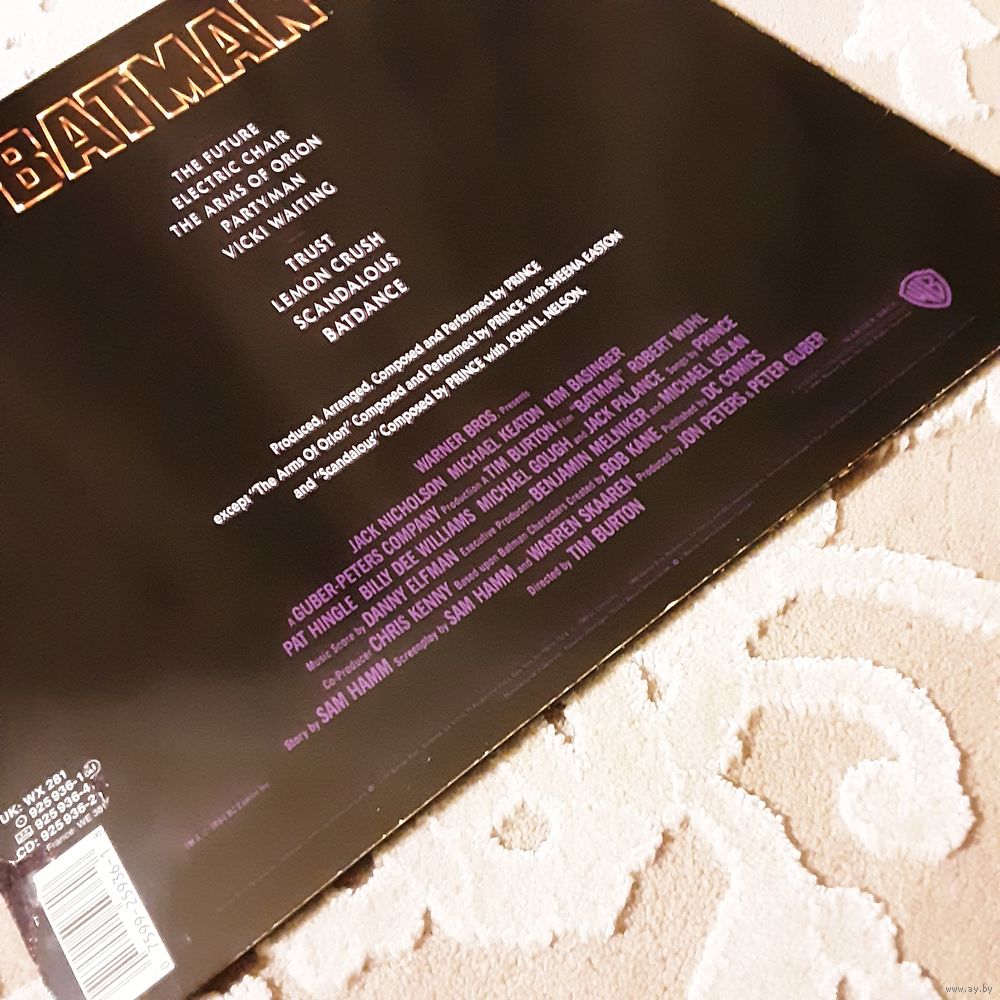 BATMAN
THE FUTURE
ELECTRIC CHAIR
THE ARMS OF ORION
PARTYMAN
VICKI WAITING
TRUST
LEMON CRUSH
SCANDALOUS
BATDANCE
Produced, Arranged, Composed and Performed by PRINCE
except "The Arms Of Orion" Composed and Performed by PRINCE with SHEENA EASTON
and "Scandalous" Composed by PRINCE with JOHN L. NELSON.
WARNER BROS. Presents
JACK NICHOLSON MICHAEL KEATON KIM BASINGER
A GUBER-PETERS COMPANY Production A TIM BURTON Film "BATMAN" ROBERT WUHL
PAT HINGLE BILLY DEE WILLIAMS MICHAEL GOUGH and JACK PALANCE Songs by PRINCE
Music Score by DANNY ELFMAN Executive Producers BENJAMIN MELNIKER and MICHAEL USLAN
Co-Producer CHRIS KENNY Based upon Batman Characters Created by BOB KANE Published by DC COMICS
Story by SAM HAMM Screenplay by SAM HAMM and WARREN SKAAREN Produced by JON PETERS & PETER GUBER
Directed by TIM BURTON
WB
UK: WX 281
925 936-1
925 936-4
CD: 925 936-2
France: WE 381
0 7599-25936-
www.ay.by